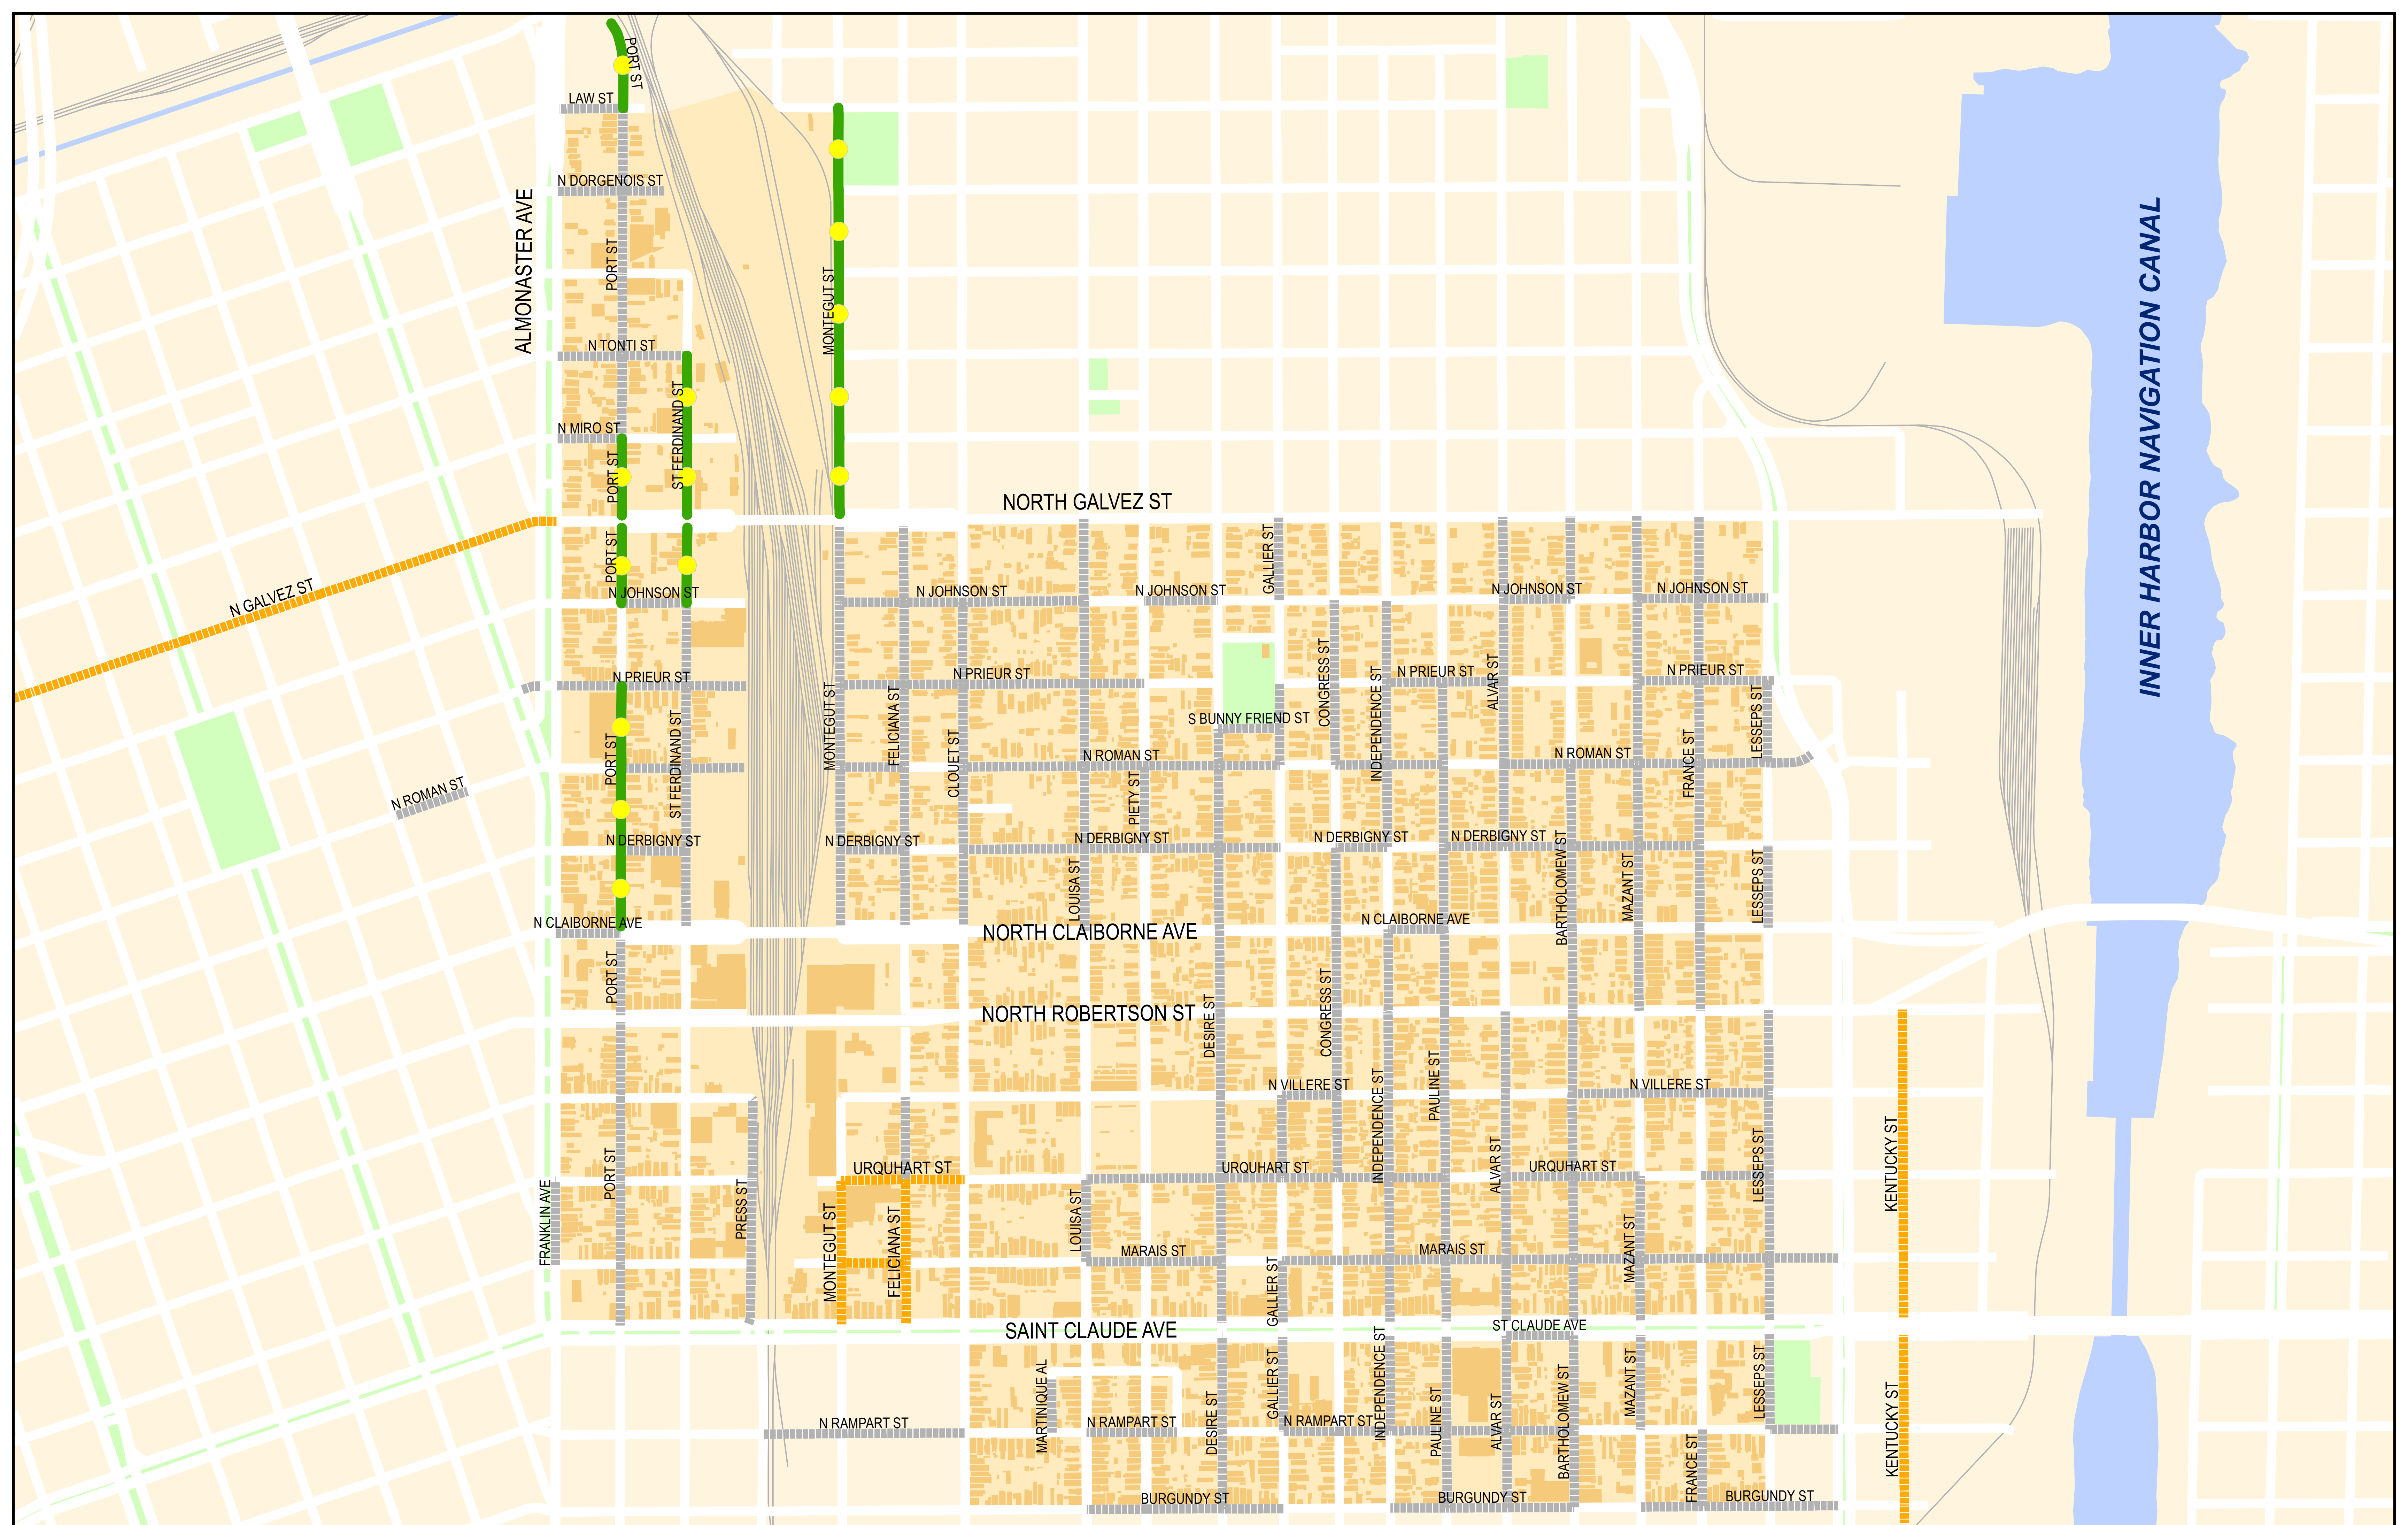 PORT ST
LAW ST
N DORGENOIS ST
ALMONASTER AVE
PORT ST
MONTEGUT ST
INNER HARBOR NAVIGATION CANAL
N TONTI ST
ST FERDINAND ST
N MIRO ST
PORT ST
NORTH GALVEZ ST
PORT ST
GALLIER ST
N GALVEZ ST
N JOHNSON ST
N JOHNSON ST
N JOHNSON ST
N JOHNSON ST
N JOHNSON ST
N PRIEUR ST
N PRIEUR ST
N PRIEUR ST
N PRIEUR ST
CONGRESS ST
INDEPENDENCE ST
ALVAR ST
MONTEGUT ST
FELICIANA ST
S BUNNY FRIEND ST
LESSEPS ST
PORT ST
ST FERDINAND ST
CLOUET ST
N ROMAN ST
N ROMAN ST
FRANCE ST
N ROMAN ST
PIETY ST
N DERBIGNY ST
N DERBIGNY ST
N DERBIGNY ST
N DERBIGNY ST
N DERBIGNY ST
LOUISA ST
BARTHOLOMEW ST
MAZANT ST
LESSEPS ST
N CLAIBORNE AVE
NORTH CLAIBORNE AVE
N CLAIBORNE AVE
PORT ST
NORTH ROBERTSON ST
DESIRE ST
CONGRESS ST
N VILLERE ST
N VILLERE ST
PAULINE ST
INDEPENDENCE ST
URQUHART ST
URQUHART ST
URQUHART ST
ALVAR ST
LESSEPS ST
KENTUCKY ST
PORT ST
FRANKLIN AVE
PRESS ST
MONTEGUT ST
FELICIANA ST
LOUISA ST
MARAIS ST
MARAIS ST
MAZANT ST
GALLIER ST
SAINT CLAUDE AVE
ST CLAUDE AVE
INDEPENDENCE ST
MARTINIQUE AL
GALLIER ST
DESIRE ST
PAULINE ST
ALVAR ST
BARTHOLOMEW ST
MAZANT ST
LESSEPS ST
KENTUCKY ST
N RAMPART ST
N RAMPART ST
N RAMPART ST
FRANCE ST
BURGUNDY ST
BURGUNDY ST
BURGUNDY ST